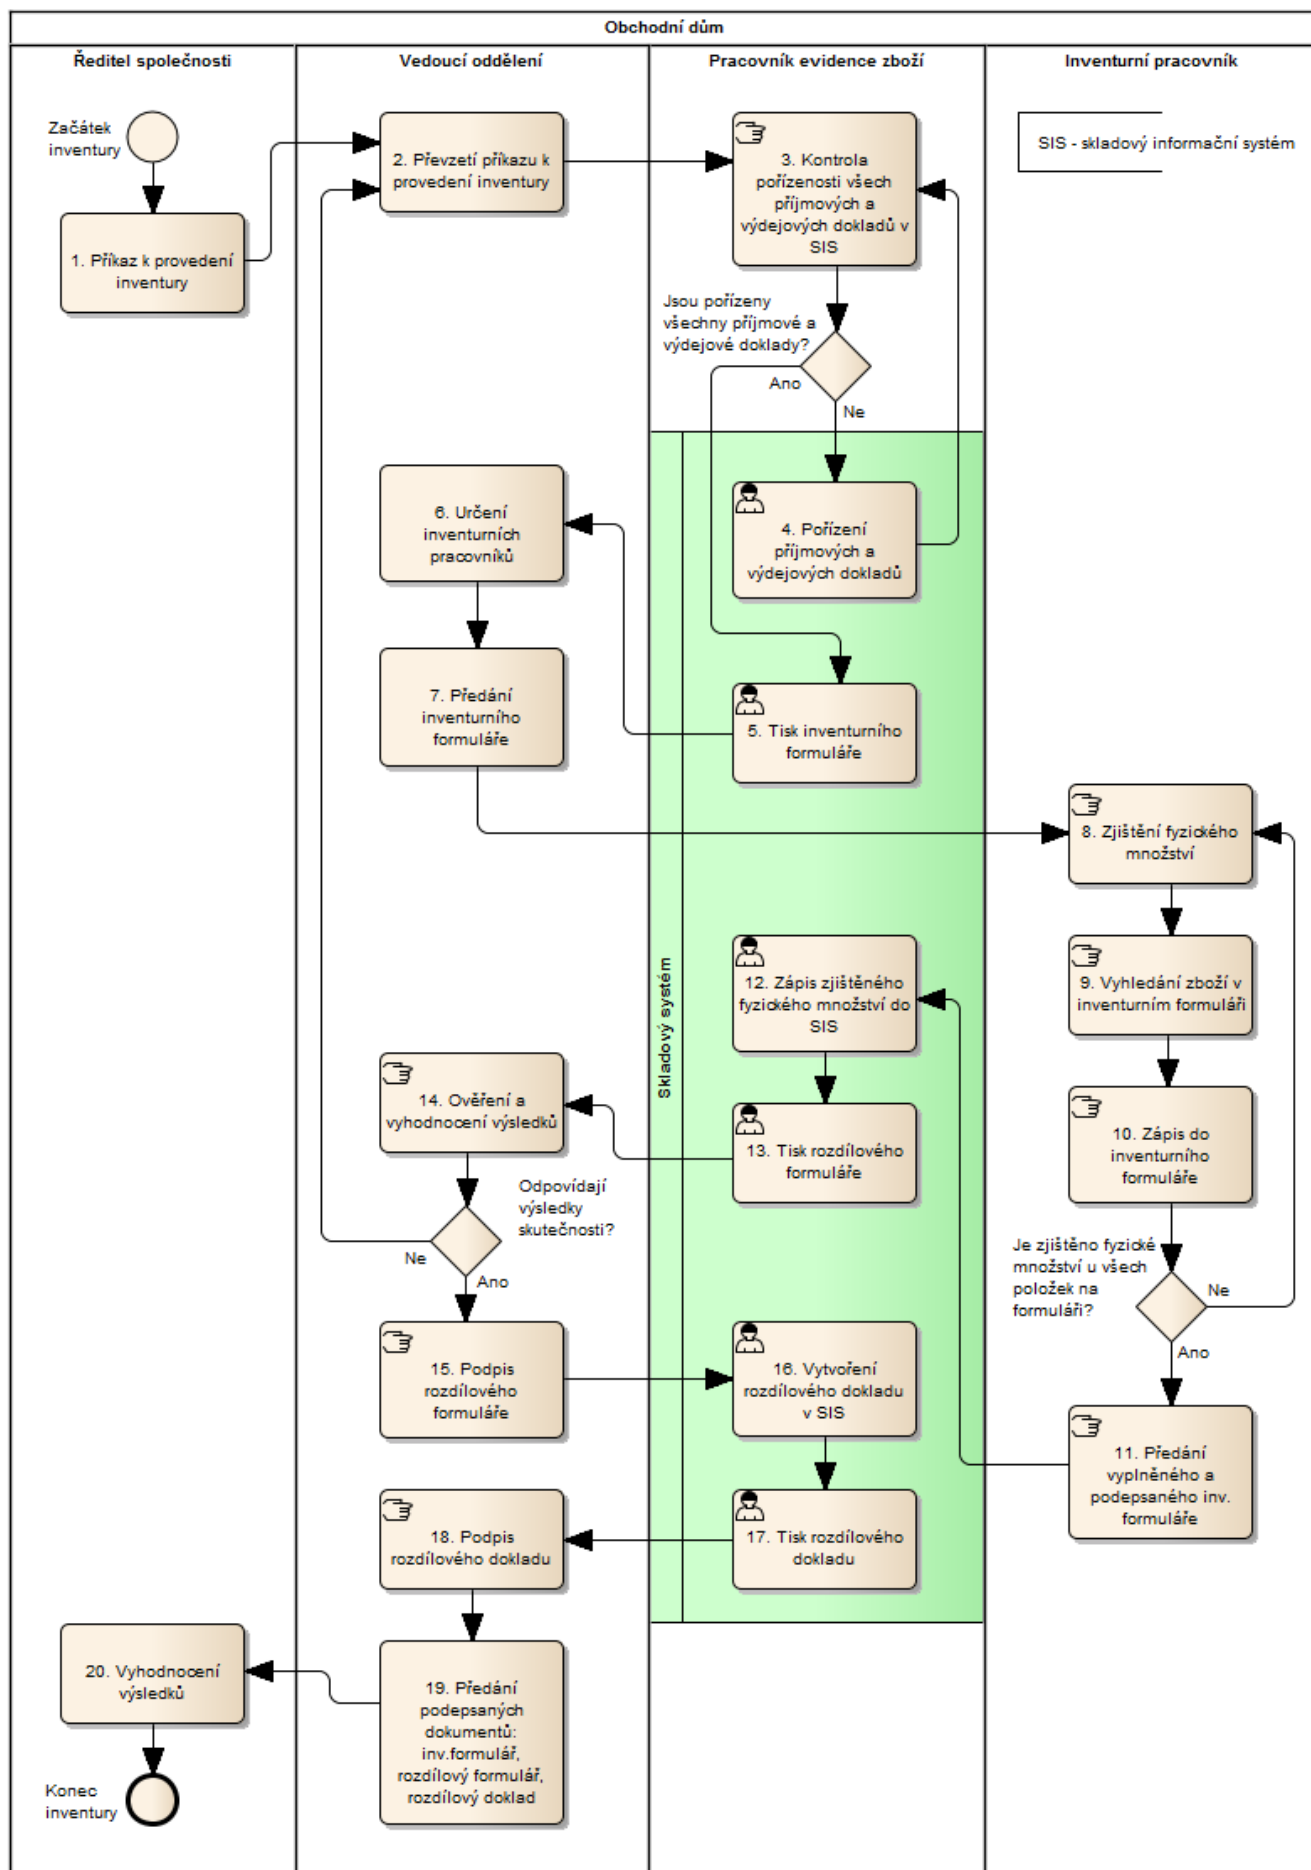 Obchodní dům
Ředitel společnosti
Vedoucí oddělení
Pracovník evidence zboží
Inventurní pracovník
Začátek
inventury
SIS - skladový informační systém
1. Příkaz k provedení
inventury
2. Převzetí příkazu k
provedení inventury
3. Kontrola
pořízenosti všech
příjmových a
výdejových dokladů v
SIS
Jsou pořízeny
všechny příjmové a
výdejové doklady?
Ano
Ne
4. Pořízení
příjmových a
výdejových dokladů
5. Tisk inventurního
formuláře
6. Určení
inventurních
pracovníků
7. Předání
inventurního
formuláře
8. Zjištění fyzického
množství
9. Vyhledání zboží v
inventurním formuláři
10. Zápis do
inventurního
formuláře
Je zjištěno fyzické
množství u všech
položek na
formuláři?
Ne
Ano
11. Předání
vyplněného a
podepsaného inv.
formuláře
Skladový systém
12. Zápis zjištěného
fyzického množství do
SIS
13. Tisk rozdílového
formuláře
14. Ověření a
vyhodnocení výsledků
Odpovídají
výsledky
skutečnosti?
Ne
Ano
15. Podpis
rozdílového
formuláře
16. Vytvoření
rozdílového dokladu
v SIS
17. Tisk rozdílového
dokladu
18. Podpis
rozdílového dokladu
19. Předání
podepsaných
dokumentů:
inv.formulář,
rozdílový formulář,
rozdílový doklad
20. Vyhodnocení
výsledků
Konec
inventury